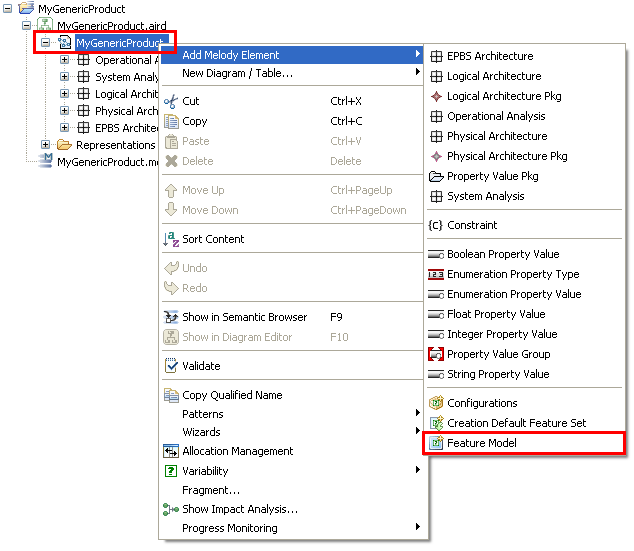 MyGenericProduct
MyGenericProduct.aird
MyGenericProduct
Operational A
System Analy
Logical Archit
Physical Archi
EPBS Archited
Representations
MyGenericProduct.me
Add Melody Element
New Diagram / Table...
Cut Ctrl+X
Copy Ctrl+C
Paste Ctrl+V
Delete Delete
Move Up Ctrl+PageUp
Move Down Ctrl+PageDown
Sort Content
Undo
Redo
Show in Semantic Browser F9
Show in Diagram Editor F10
Validate
Copy Qualified Name
Patterns
Wizards
Allocation Management
Variability
Fragment...
Show Impact Analysis...
Progress Monitoring
EPBS Architecture
Logical Architecture
Logical Architecture Pkg
Operational Analysis
Physical Architecture
Physical Architecture Pkg
Property Value Pkg
System Analysis
{c} Constraint
Boolean Property Value
Enumeration Property Type
Enumeration Property Value
Float Property Value
Integer Property Value
Property Value Group
String Property Value
Configurations
Creation Default Feature Set
Feature Model